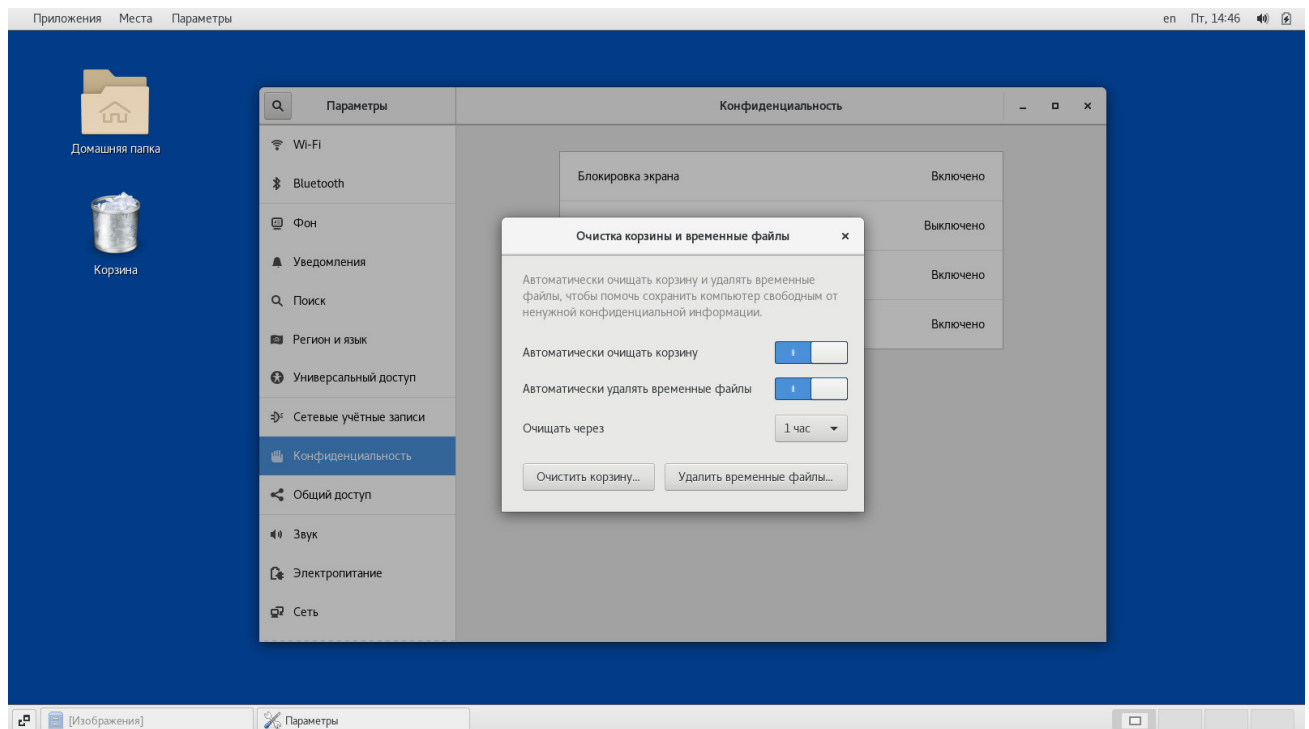 Приложения Места Параметры
en Пт, 14:46
Домашняя папка
Корзина
Параметры
Конфиденциальность
Wi-Fi
Bluetooth
Фон
Уведомления
Поиск
Регион и язык
Универсальный доступ
Сетевые учётные записи
Конфиденциальность
Общий доступ
Звук
Электропитание
Сеть
Блокировка экрана Включено
Выключено
Включено
Включено
Очистка корзины и временные файлы
Автоматически очищать корзину и удалять временные
файлы, чтобы помочь сохранить компьютер свободным от
ненужной конфиденциальной информации.
Автоматически очищать корзину
Автоматически удалять временные файлы
Очищать через 1 час
Очистить корзину... Удалить временные файлы...
[Изображения] Параметры